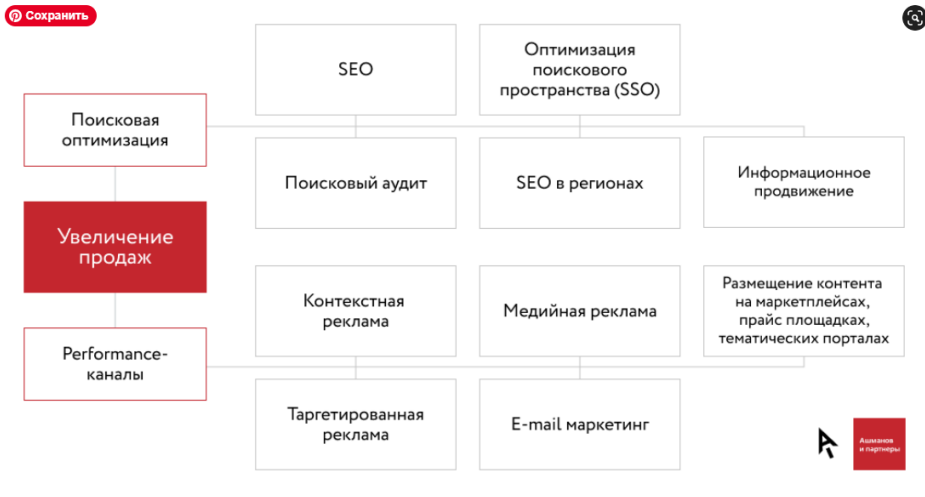 Сохранить
SEO
Оптимизация
поискового
пространства (SSO)
Поисковая
оптимизация
Поисковый аудит
SEO в регионах
Информационное
продвижение
Увеличение
продаж
Контекстная
реклама
Медийная реклама
Размещение контента
на маркетплейсах,
прайс площадках,
тематических порталах
Performance-
каналы
Таргетированная
реклама
E-mail маркетинг
Ашманов
и партнеры